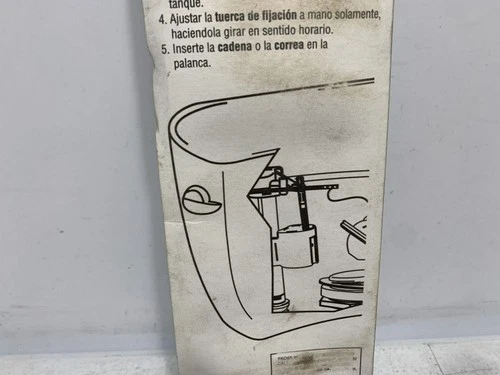 tanque.
4. Ajustar la tuerca de fijación a mano solamente,
haciendola girar en sentido horario.
5. Inserte la cadena o la correa en la
palanca.